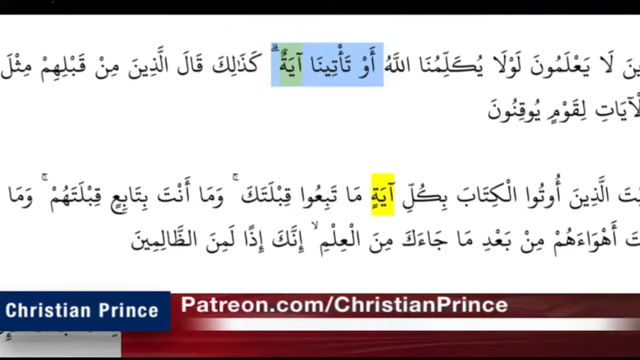 لَا يَعْلَمُونَ لَوْلَا يُكَلِّمُنَا اللَّهُ أَوْ تَأْتِينَا آيَةٌ ۗ كَذَٰلِكَ قَالَ الَّذِينَ مِنْ قَبْلِهِمْ مِثْلَ
الْآيَاتِ لِقَوْمٍ يُوقِنُونَ
الَّذِينَ أُوتُوا الْكِتَابَ بِكُلِّ آيَةٍ مَا تَبِعُوا قِبْلَتَكَ ۚ وَمَا أَنْتَ بِتَابِعٍ قِبْلَتَهُمْ ۚ وَمَا
أَهْوَاءَهُمْ مِنْ بَعْدِ مَا جَاءَكَ مِنَ الْعِلْمِ ۙ إِنَّكَ إِذًا لَمِنَ الظَّالِمِينَ
Christian Prince
Patreon.com/ChristianPrince